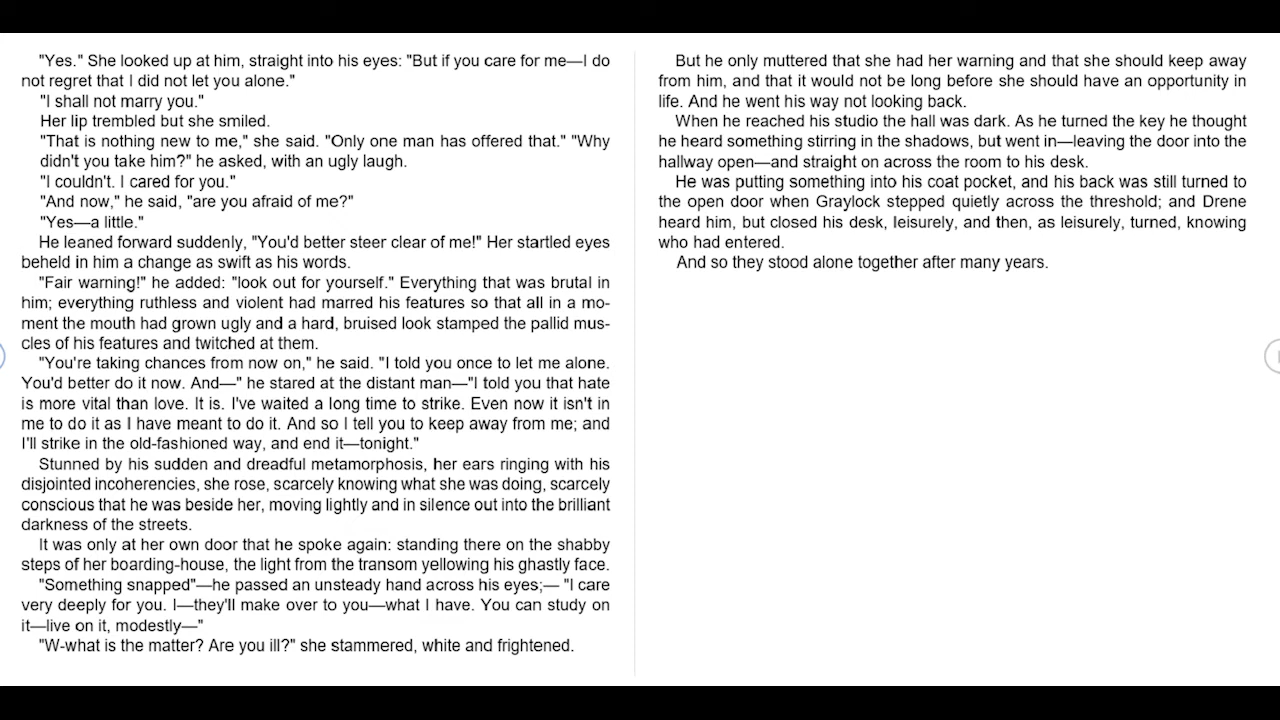 "Yes." She looked up at him, straight into his eyes: "But if you care for me—I do
not regret that I did not let you alone."
"I shall not marry you."
Her lip trembled but she smiled.
"That is nothing new to me," she said. "Only one man has offered that." "Why
didn't you take him?" he asked, with an ugly laugh.
"I couldn't. I cared for you."
"And now," he said, "are you afraid of me?"
"Yes—a little."
He leaned forward suddenly, "You'd better steer clear of me!" Her startled eyes
beheld in him a change as swift as his words.
"Fair warning!" he added: "look out for yourself." Everything that was brutal in
him; everything ruthless and violent had marred his features so that all in a mo-
ment the mouth had grown ugly and a hard, bruised look stamped the pallid mus-
cles of his features and twitched at them.
"You're taking chances from now on," he said. "I told you once to let me alone.
You'd better do it now. And—" he stared at the distant man—"I told you that hate
is more vital than love. It is. I've waited a long time to strike. Even now it isn't in
me to do it as I have meant to do it. And so I tell you to keep away from me; and
I'll strike in the old-fashioned way, and end it—tonight."
Stunned by his sudden and dreadful metamorphosis, her ears ringing with his
disjointed incoherencies, she rose, scarcely knowing what she was doing, scarcely
conscious that he was beside her, moving lightly and in silence out into the brilliant
darkness of the streets.
It was only at her own door that he spoke again: standing there on the shabby
steps of her boarding-house, the light from the transom yellowing his ghastly face.
"Something snapped"—he passed an unsteady hand across his eyes;— "I care
very deeply for you. I—they'll make over to you—what I have. You can study on
it—live on it, modestly—"
"W-what is the matter? Are you ill?" she stammered, white and frightened.
But he only muttered that she had her warning and that she should keep away
from him, and that it would not be long before she should have an opportunity in
life. And he went his way not looking back.
When he reached his studio the hall was dark. As he turned the key he thought
he heard something stirring in the shadows, but went in—leaving the door into the
hallway open—and straight on across the room to his desk.
He was putting something into his coat pocket, and his back was still turned to
the open door when Graylock stepped quietly across the threshold; and Drene
heard him, but closed his desk, leisurely, and then, as leisurely, turned, knowing
who had entered.
And so they stood alone together after many years.